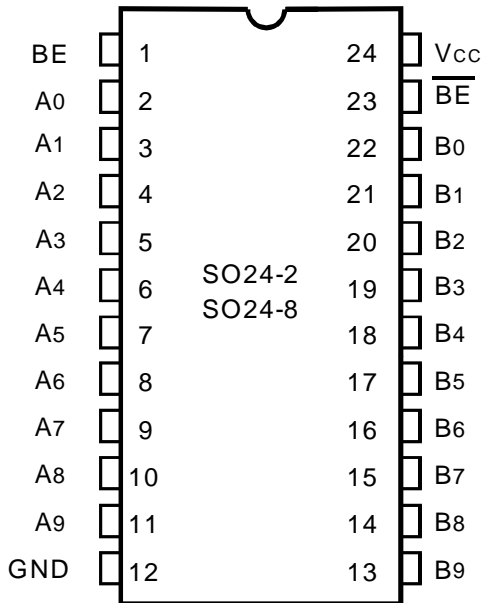 BE 1 24 VCC
A0 2 23 B̅E̅
A1 3 22 B0
A2 4 21 B1
A3 5 20 B2
SO24-2
A4 6 19 B3
SO24-8
A5 7 18 B4
A6 8 17 B5
A7 9 16 B6
A8 10 15 B7
A9 11 14 B8
GND 12 13 B9